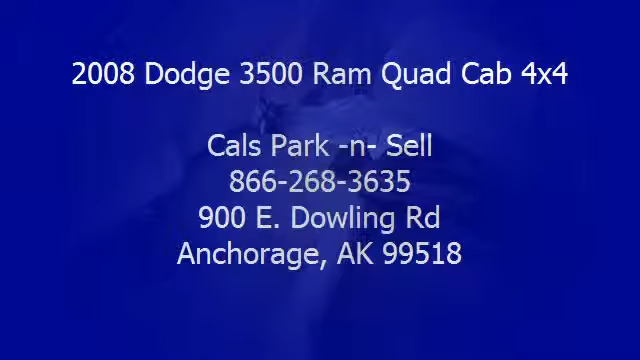 2008 Dodge 3500 Ram Quad Cab 4x4
Cals Park -n- Sell
866-268-3635
900 E. Dowling Rd
Anchorage, AK 99518